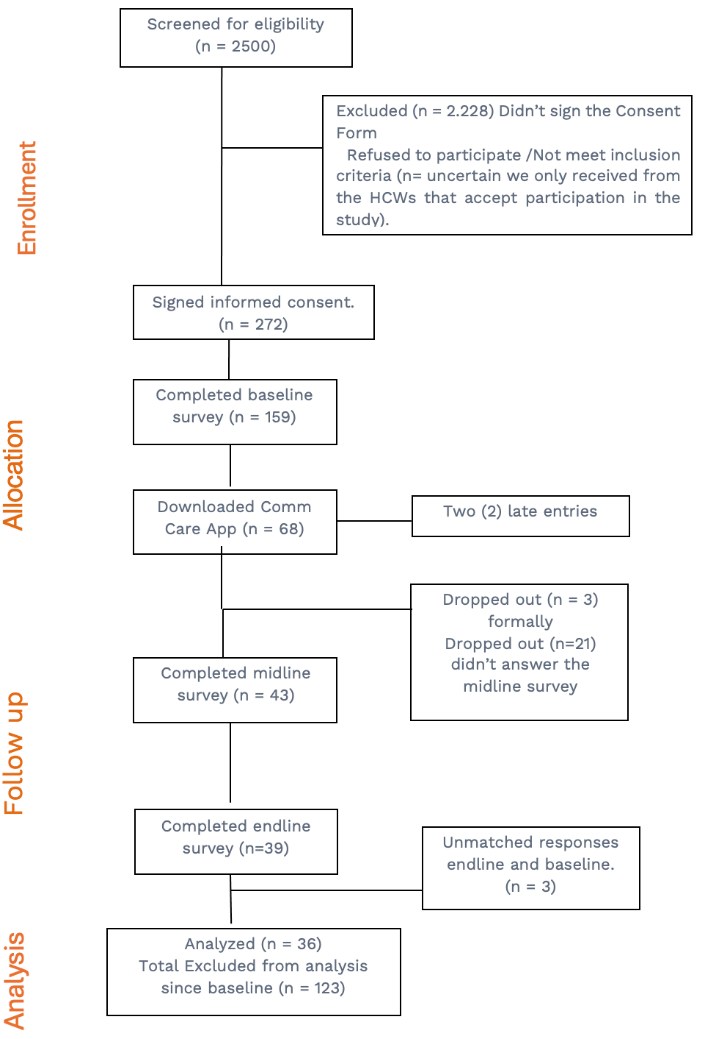 Screened for eligibility
(n = 2500)
Excluded (n = 2.228) Didn’t sign the Consent
Form
Refused to participate /Not meet inclusion
criteria (n= uncertain we only received from
the HCWs that accept participation in the
study).
Enrollment
Signed informed consent.
(n = 272)
Completed baseline
survey (n = 159)
Allocation
Downloaded Comm
Care App (n = 68)
Two (2) late entries
Dropped out (n = 3)
formally
Dropped out (n=21)
didn’t answer the
midline survey
Completed midline
survey (n = 43)
Follow up
Completed endline
survey (n=39)
Unmatched responses
endline and baseline.
(n = 3)
Analysis
Analyzed (n = 36)
Total Excluded from analysis
since baseline (n = 123)